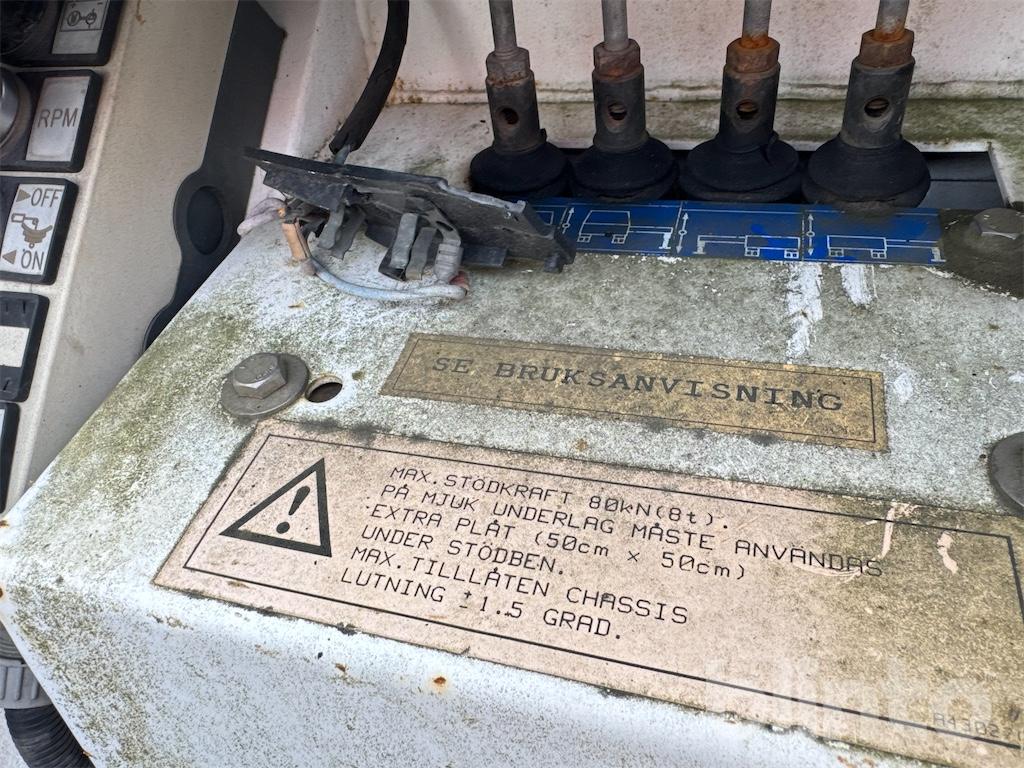 RPM
OFF
ON
SE BRUKSANVISNING
MAX. STÖDKRAFT 80kN(8t).
PÅ MJUK UNDERLAG MÅSTE ANVÄNDAS
EXTRA PLÅT (50cm × 50cm)
UNDER STÖDBEN.
MAX. TILLLÅTEN CHASSIS
LUTNING ±1.5 GRAD.